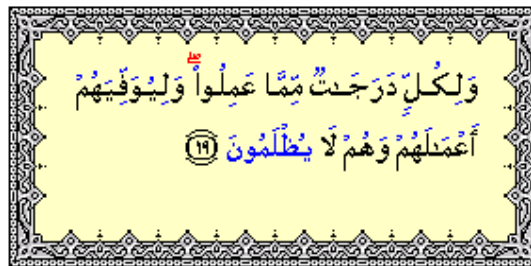 وَلِكُلٍّ دَرَجَـٰتٌ مِّمَّا عَمِلُوا۟ ۖ وَلِيُوَفِّيَهُمْ
أَعْمَـٰلَهُمْ وَهُمْ لَا يُظْلَمُونَ ١٩